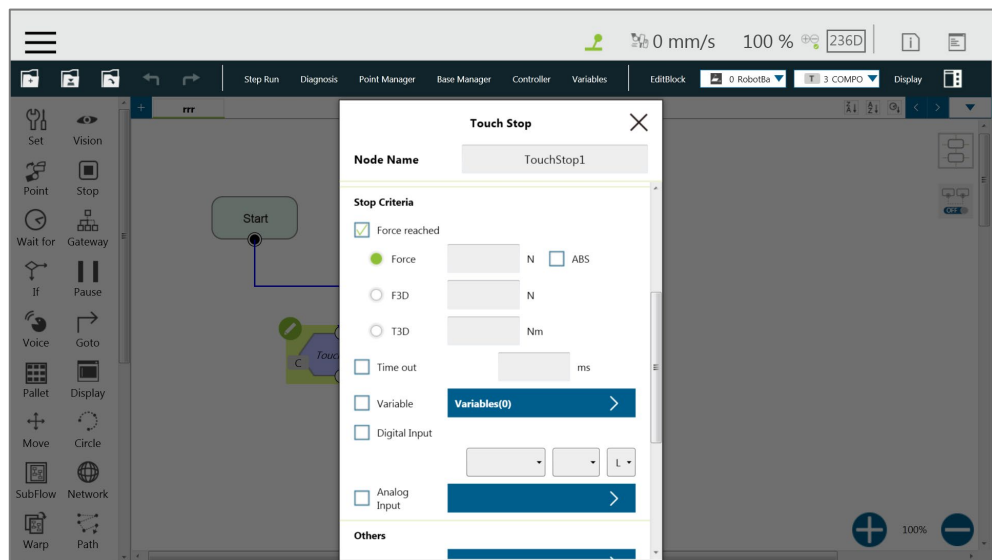 0 mm/s 100 % 236D
Step Run Diagnosis Point Manager Base Manager Controller Variables EditBlock 0 RobotBa T 3 COMPO Display
+ rrr
Set Vision
Point Stop
Wait for Gateway
If Pause
Voice Goto
Pallet Display
Move Circle
SubFlow Network
Warp Path
Start
C Touc
Touch Stop
Node Name TouchStop1
Stop Criteria
Force reached
Force N ABS
F3D N
T3D Nm
Time out ms
Variable Variables(0)
Digital Input
L
Analog
Input
Others
OFF
100%